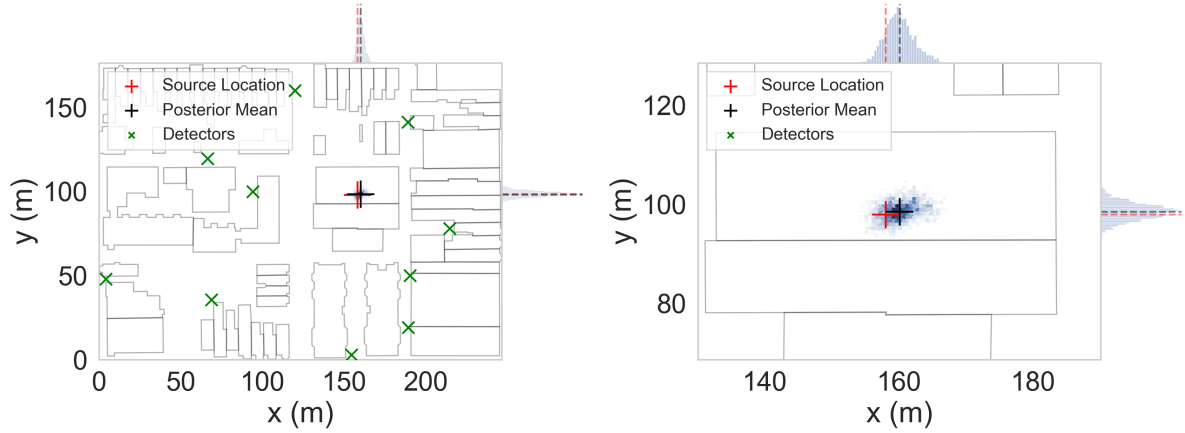 Source Location
Posterior Mean
Detectors
150
100
50
0
y (m)
0 50 100 150 200
x (m)
Source Location
Posterior Mean
Detectors
120
100
80
y (m)
140 160 180
x (m)